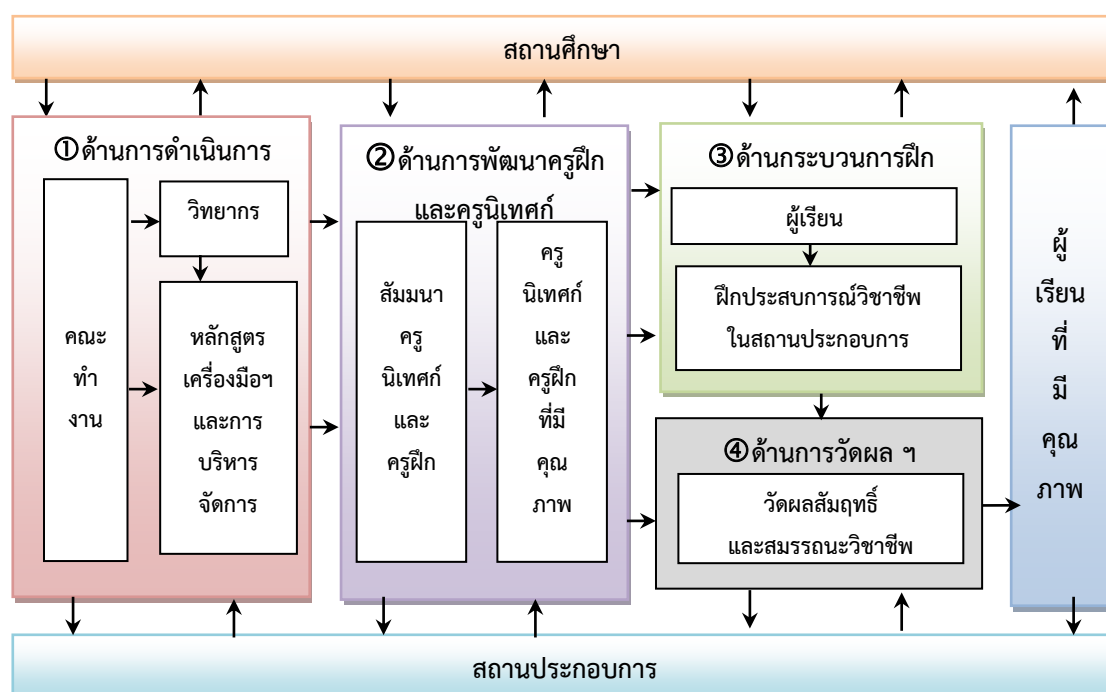 สถานศึกษา
①ด้านการดำเนินการ
คณะ
ทำ
งาน
วิทยากร
หลักสูตร
เครื่องมือฯ
และการ
บริหาร
จัดการ
②ด้านการพัฒนาครูฝึก
และครูนิเทศก์
สัมมนา
ครู
นิเทศก์
และ
ครูฝึก
ครู
นิเทศก์
และ
ครูฝึก
ที่มี
คุณ
ภาพ
③ด้านกระบวนการฝึก
ผู้เรียน
ฝึกประสบการณ์วิชาชีพ
ในสถานประกอบการ
④ด้านการวัดผล ฯ
วัดผลสัมฤทธิ์
และสมรรถนะวิชาชีพ
ผู้
เรียน
ที่
มี
คุณ
ภาพ
สถานประกอบการ